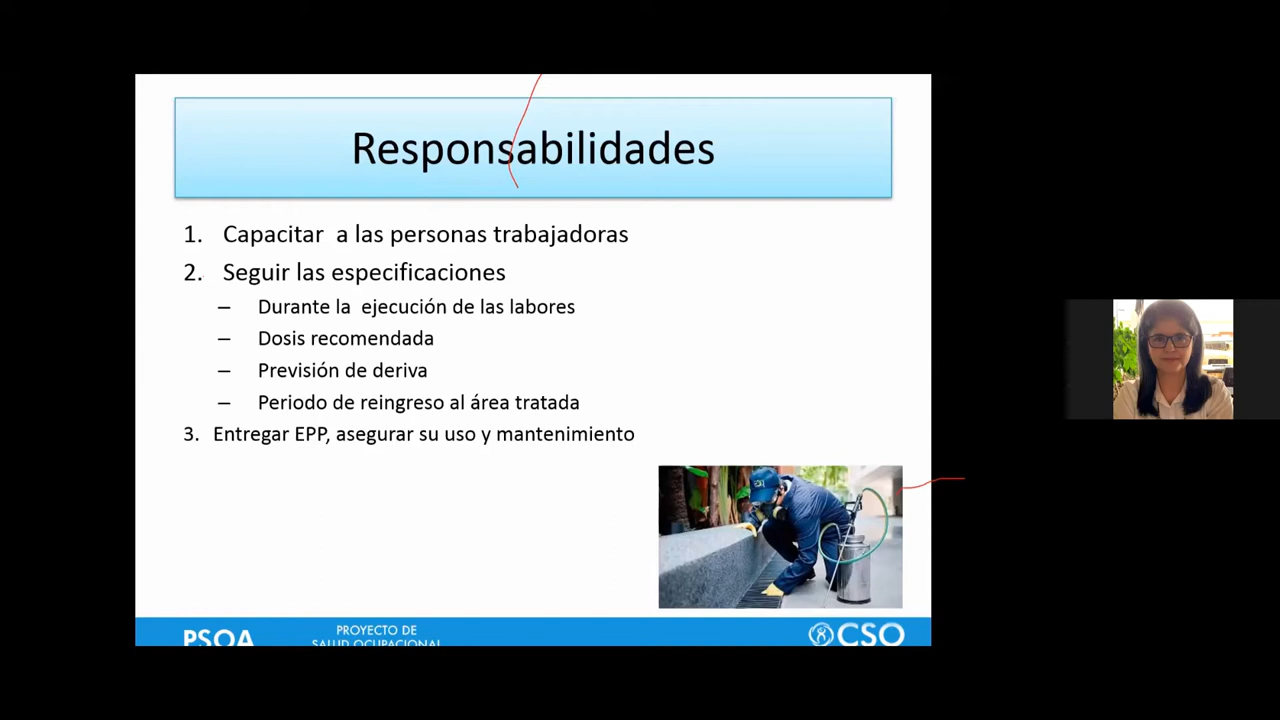 Responsabilidades
1. Capacitar a las personas trabajadoras
2. Seguir las especificaciones
– Durante la ejecución de las labores
– Dosis recomendada
– Previsión de deriva
– Periodo de reingreso al área tratada
3. Entregar EPP, asegurar su uso y mantenimiento
PSOA
PROYECTO DE
SALUD OCUPACIONAL
CSO